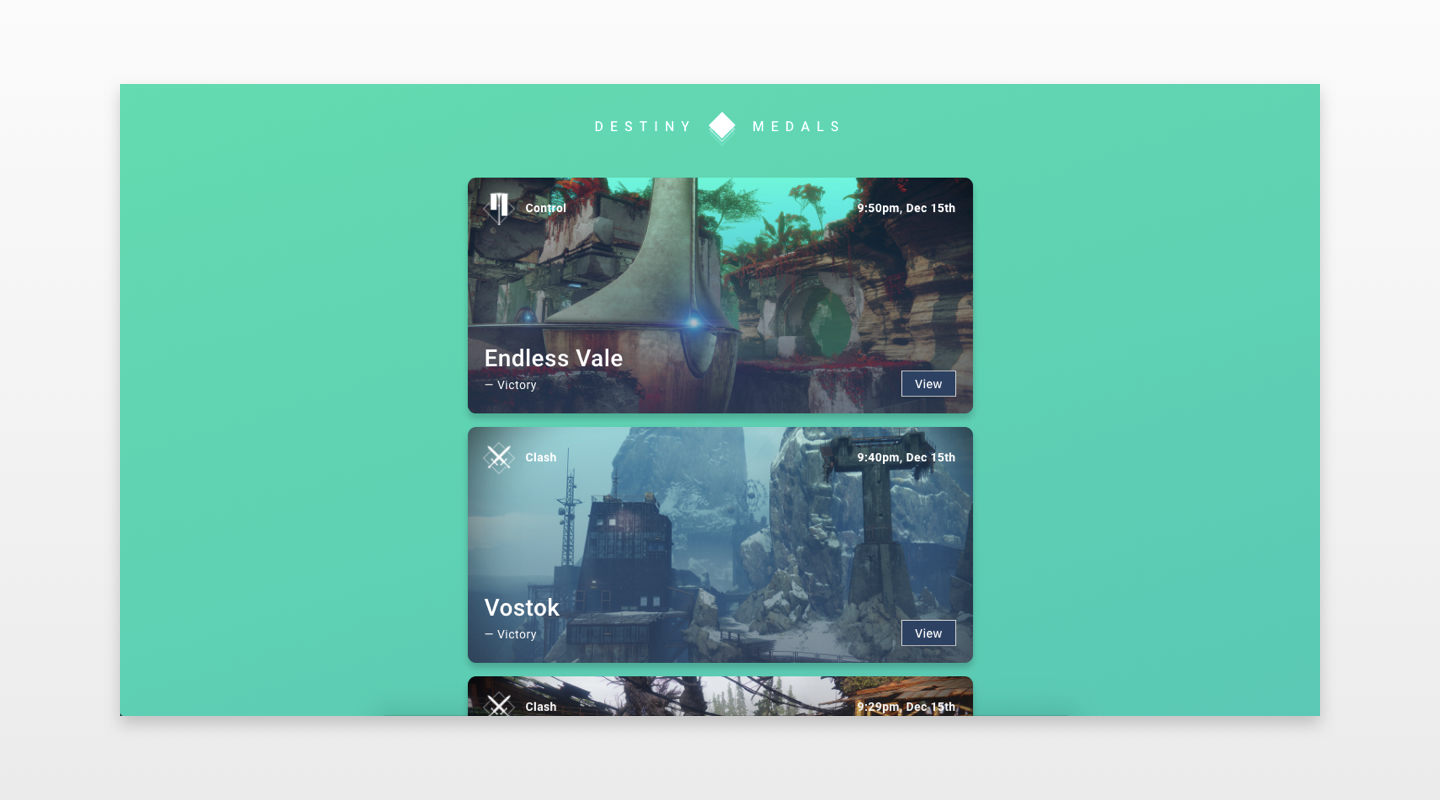 DESTINY MEDALS
Control 9:50pm, Dec 15th
Endless Vale
— Victory
View
Clash 9:40pm, Dec 15th
Vostok
— Victory
View
Clash 9:29pm, Dec 15th